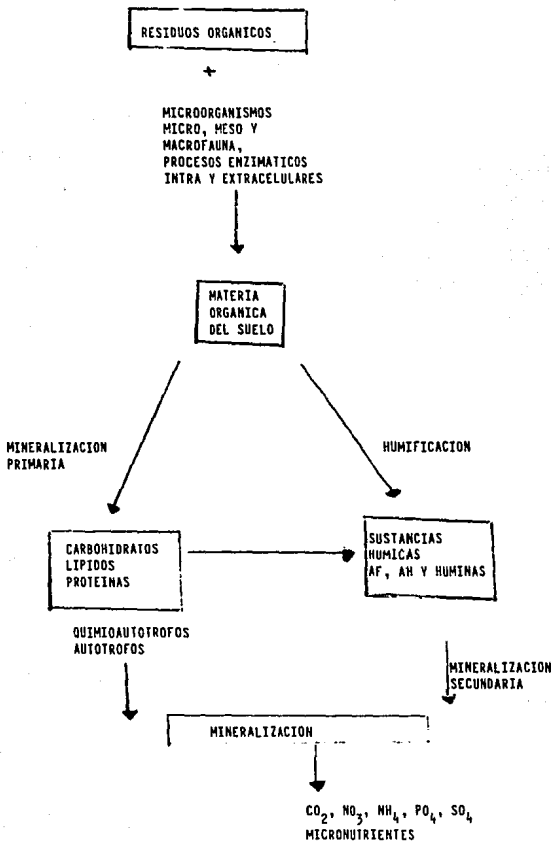 RESIDUOS ORGANICOS
+
MICROORGANISMOS
MICRO, MESO Y
MACROFAUNA,
PROCESOS ENZIMATICOS
INTRA Y EXTRACELULARES
MATERIA
ORGANICA
DEL SUELO
MINERALIZACION
PRIMARIA
HUMIFICACION
CARBOHIDRATOS
LIPIDOS
PROTEINAS
SUSTANCIAS
HUMICAS
AF, AH Y HUMINAS
QUIMIOAUTOTROFOS
AUTOTROFOS
MINERALIZACION
SECUNDARIA
MINERALIZACION
CO₂, NO₃, NH₄, PO₄, SO₄
MICRONUTRIENTES